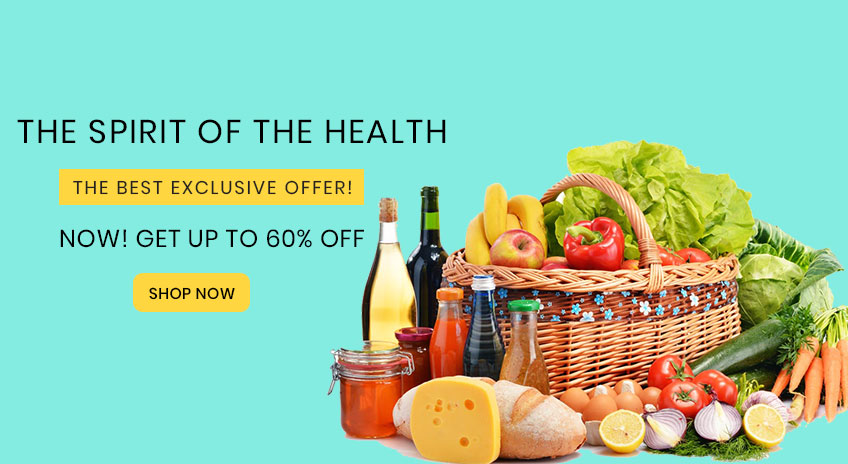 THE SPIRIT OF THE HEALTH
THE BEST EXCLUSIVE OFFER!
NOW! GET UP TO 60% OFF
SHOP NOW